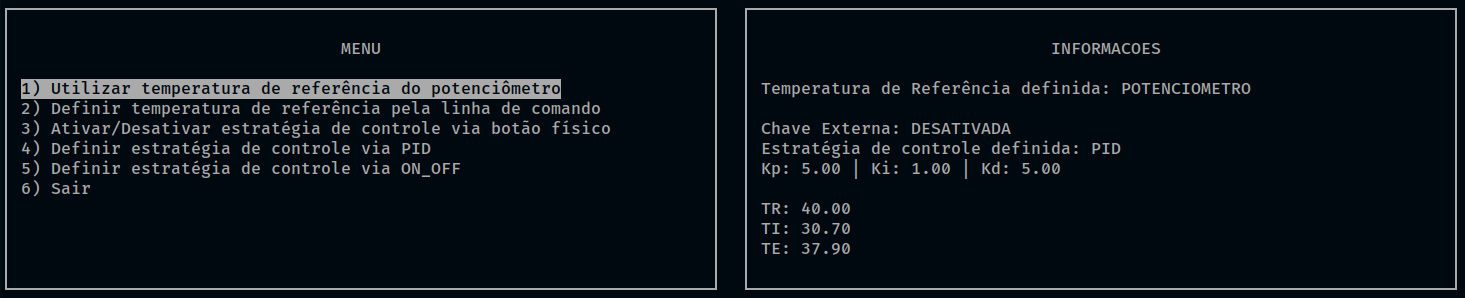 MENU
1) Utilizar temperatura de referência do potenciômetro
2) Definir temperatura de referência pela linha de comando
3) Ativar/Desativar estratégia de controle via botão físico
4) Definir estratégia de controle via PID
5) Definir estratégia de controle via ON_OFF
6) Sair
INFORMACOES
Temperatura de Referência definida: POTENCIOMETRO
Chave Externa: DESATIVADA
Estratégia de controle definida: PID
Kp: 5.00 | Ki: 1.00 | Kd: 5.00
TR: 40.00
TI: 30.70
TE: 37.90